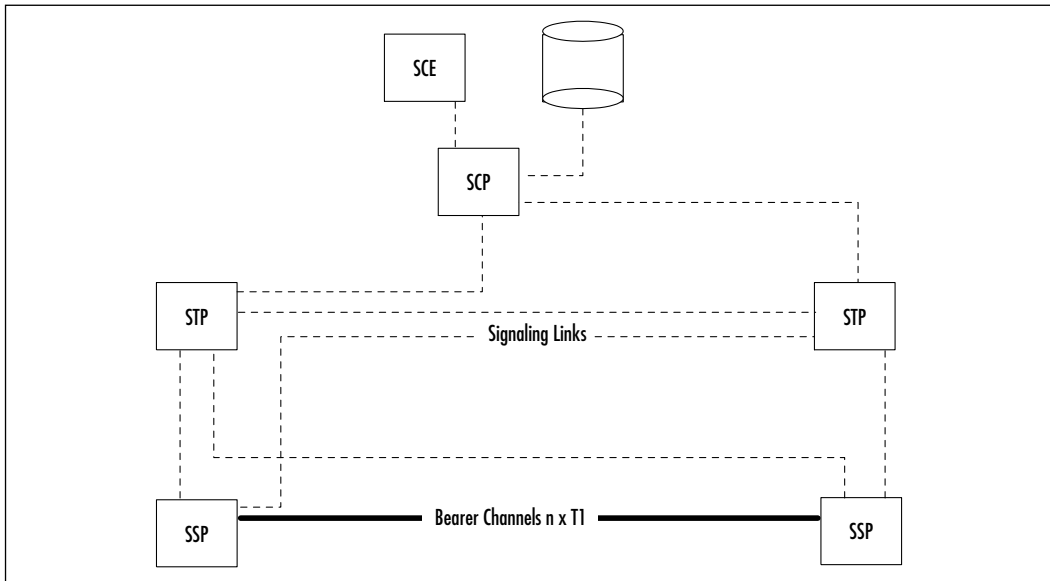 SCE
SCP
STP
STP
Signaling Links
SSP
Bearer Channels n x T1
SSP